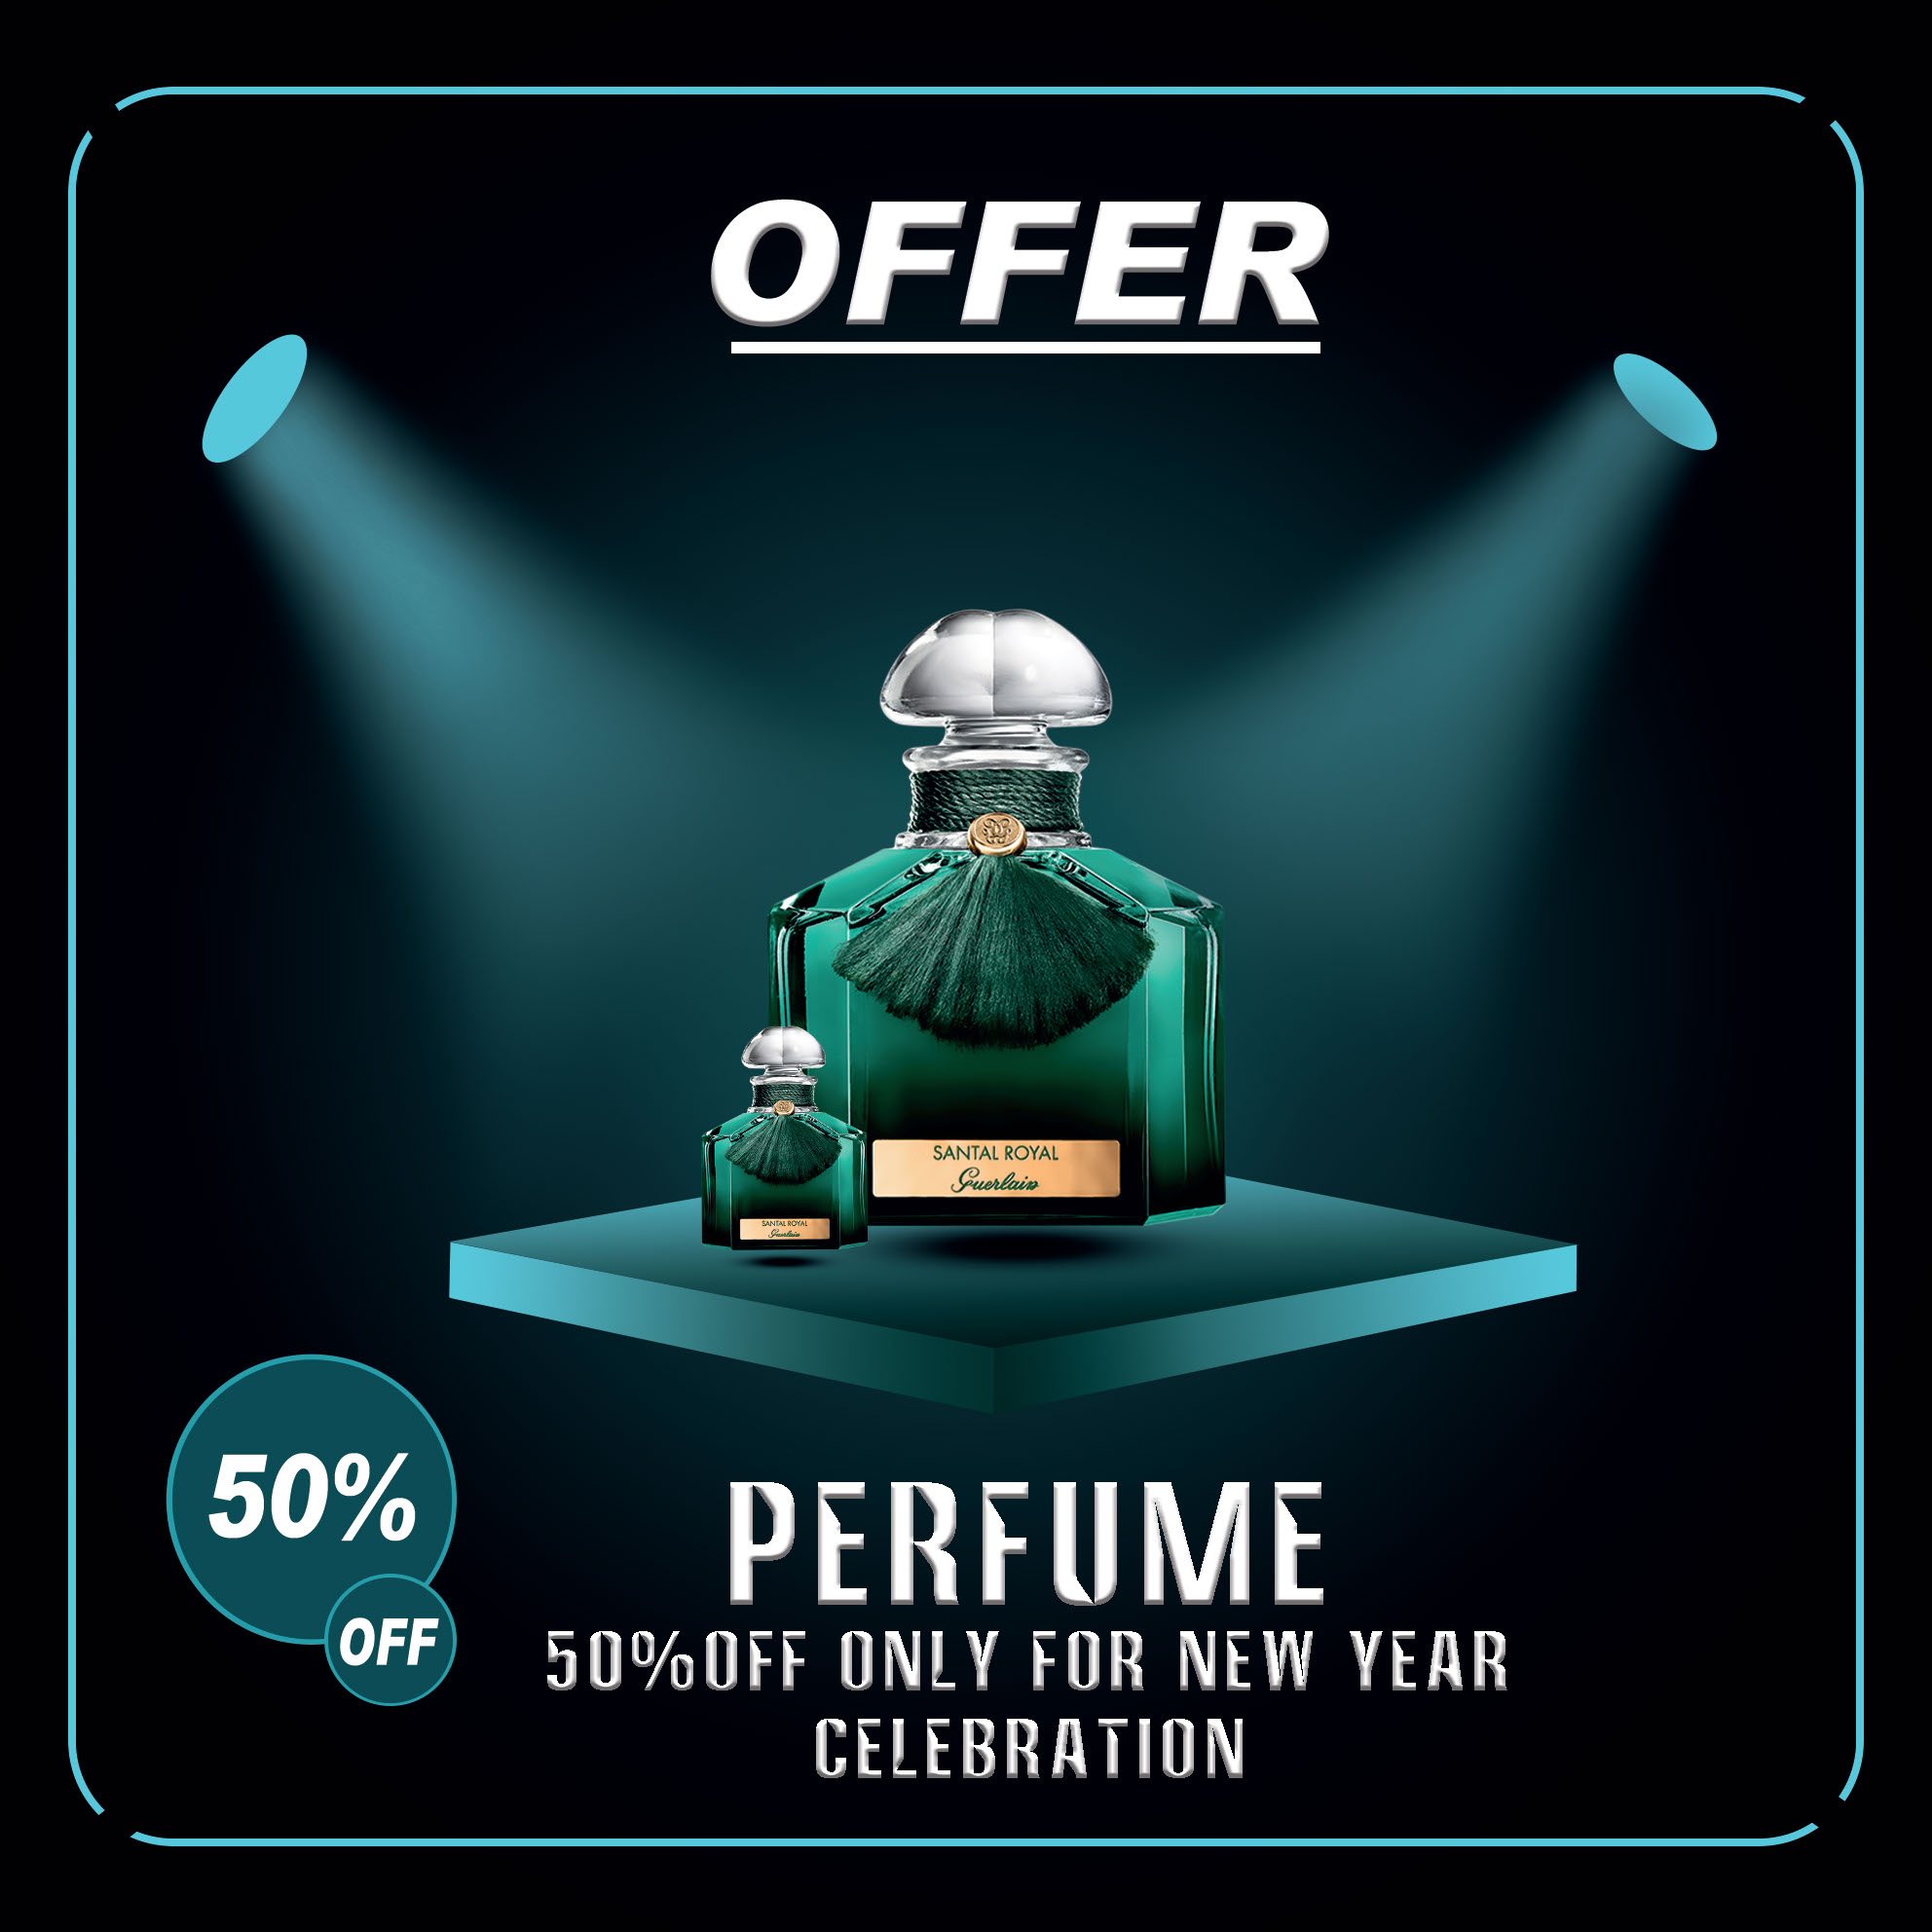 OFFER
SANTAL ROYAL
Guerlain
SANTAL ROYAL
Guerlain
50%
OFF
PERFUME
50%OFF ONLY FOR NEW YEAR
CELEBRATION